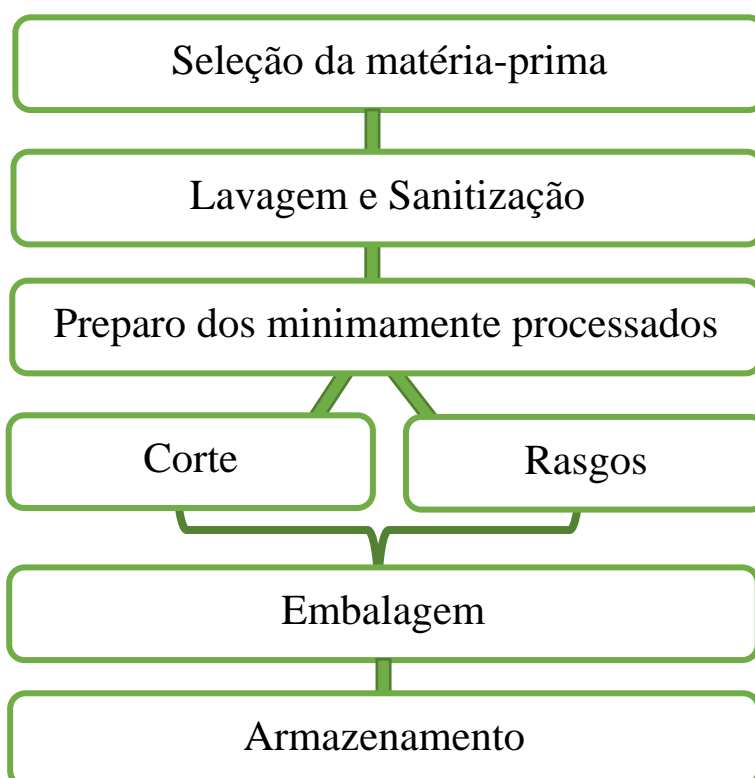 Seleção da matéria-prima
Lavagem e Sanitização
Preparo dos minimamente processados
Corte
Rasgos
Embalagem
Armazenamento